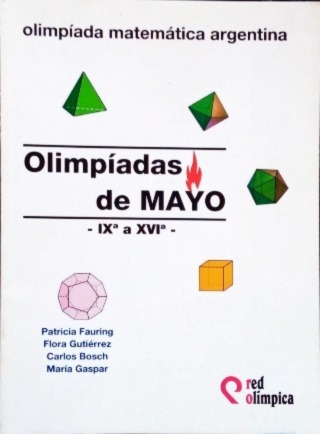 olimpíada matemática argentina
Olimpíadas
de MAYO
- IXª a XVIª -
Patricia Fauring
Flora Gutiérrez
Carlos Bosch
María Gaspar
red
olímpica